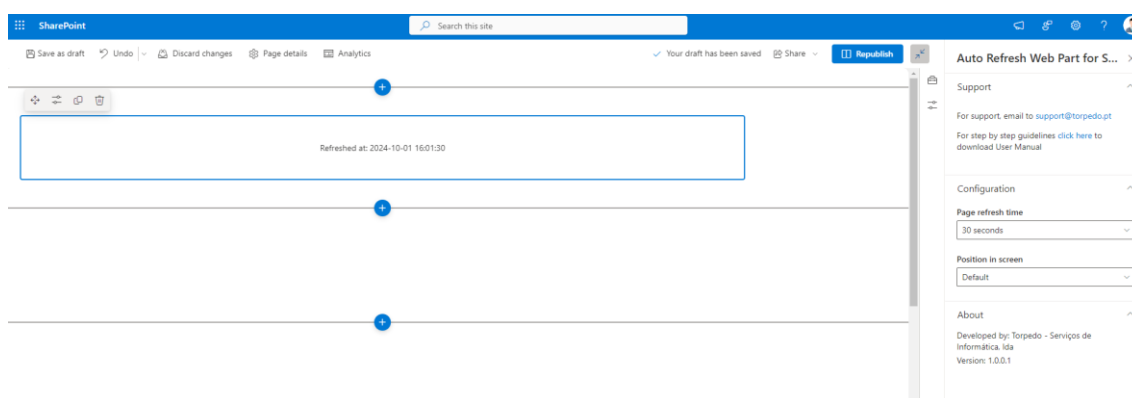 SharePoint
Search this site
?
Save as draft Undo Discard changes Page details Analytics
Your draft has been saved Share Republish
Auto Refresh Web Part for S...
Support
For support, email to support@torpedo.pt
For step by step guidelines click here to
download User Manual
Refreshed at: 2024-10-01 16:01:30
Configuration
Page refresh time
30 seconds
Position in screen
Default
About
Developed by: Torpedo - Serviços de
Informática, lda
Version: 1.0.0.1